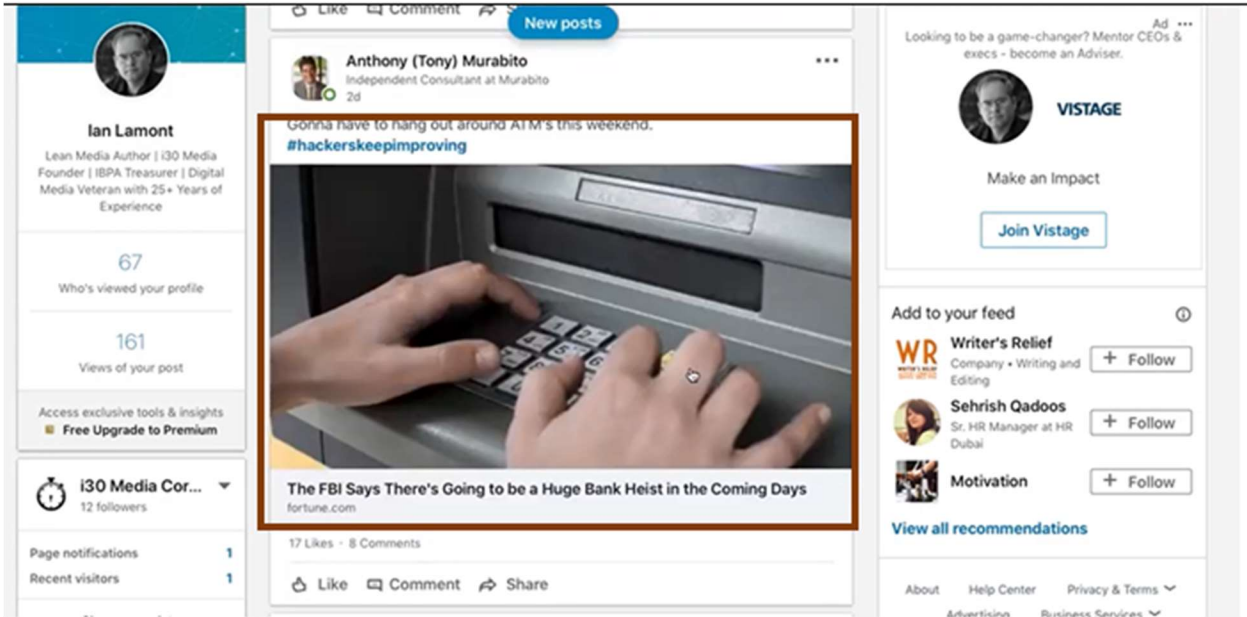 Like Comment
New posts
Ian Lamont
Lean Media Author | i30 Media
Founder | IBPA Treasurer | Digital
Media Veteran with 25+ Years of
Experience
67
Who's viewed your profile
161
Views of your post
Access exclusive tools & insights
Free Upgrade to Premium
i30 Media Cor...
12 followers
Page notifications 1
Recent visitors 1
Anthony (Tony) Murabito
Independent Consultant at Murabito
2d
Gonna have to hang out around ATM's this weekend.
#hackerskeepimproving
1 2
4 5 6
The FBI Says There's Going to be a Huge Bank Heist in the Coming Days
fortune.com
17 Likes · 8 Comments
Like Comment Share
Ad
Looking to be a game-changer? Mentor CEOs &
execs - become an Adviser.
VISTAGE
Make an Impact
Join Vistage
Add to your feed
WR
Writer's Relief
Company • Writing and
Editing
+ Follow
Sehrish Qadoos
Sr. HR Manager at HR
Dubai
+ Follow
Motivation
+ Follow
View all recommendations
About Help Center Privacy & Terms
Advertising Business Services